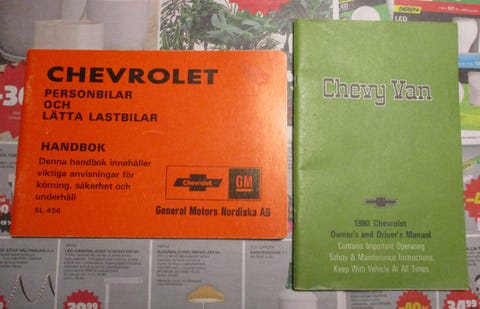 CHEVROLET
PERSONBILAR
OCH
LÄTTA LASTBILAR
HANDBOK
Denna handbok innehåller
viktiga anvisningar för
körning, säkerhet och
underhåll
SL-456
Chevrolet
GM
General Motors Nordiska AB
Chevy Van
1980 Chevrolet
Owner's and Driver's Manual
Contains Important Operating
Safety & Maintenance Instructions
Keep With Vehicle At All Times
ENERGY+
LED